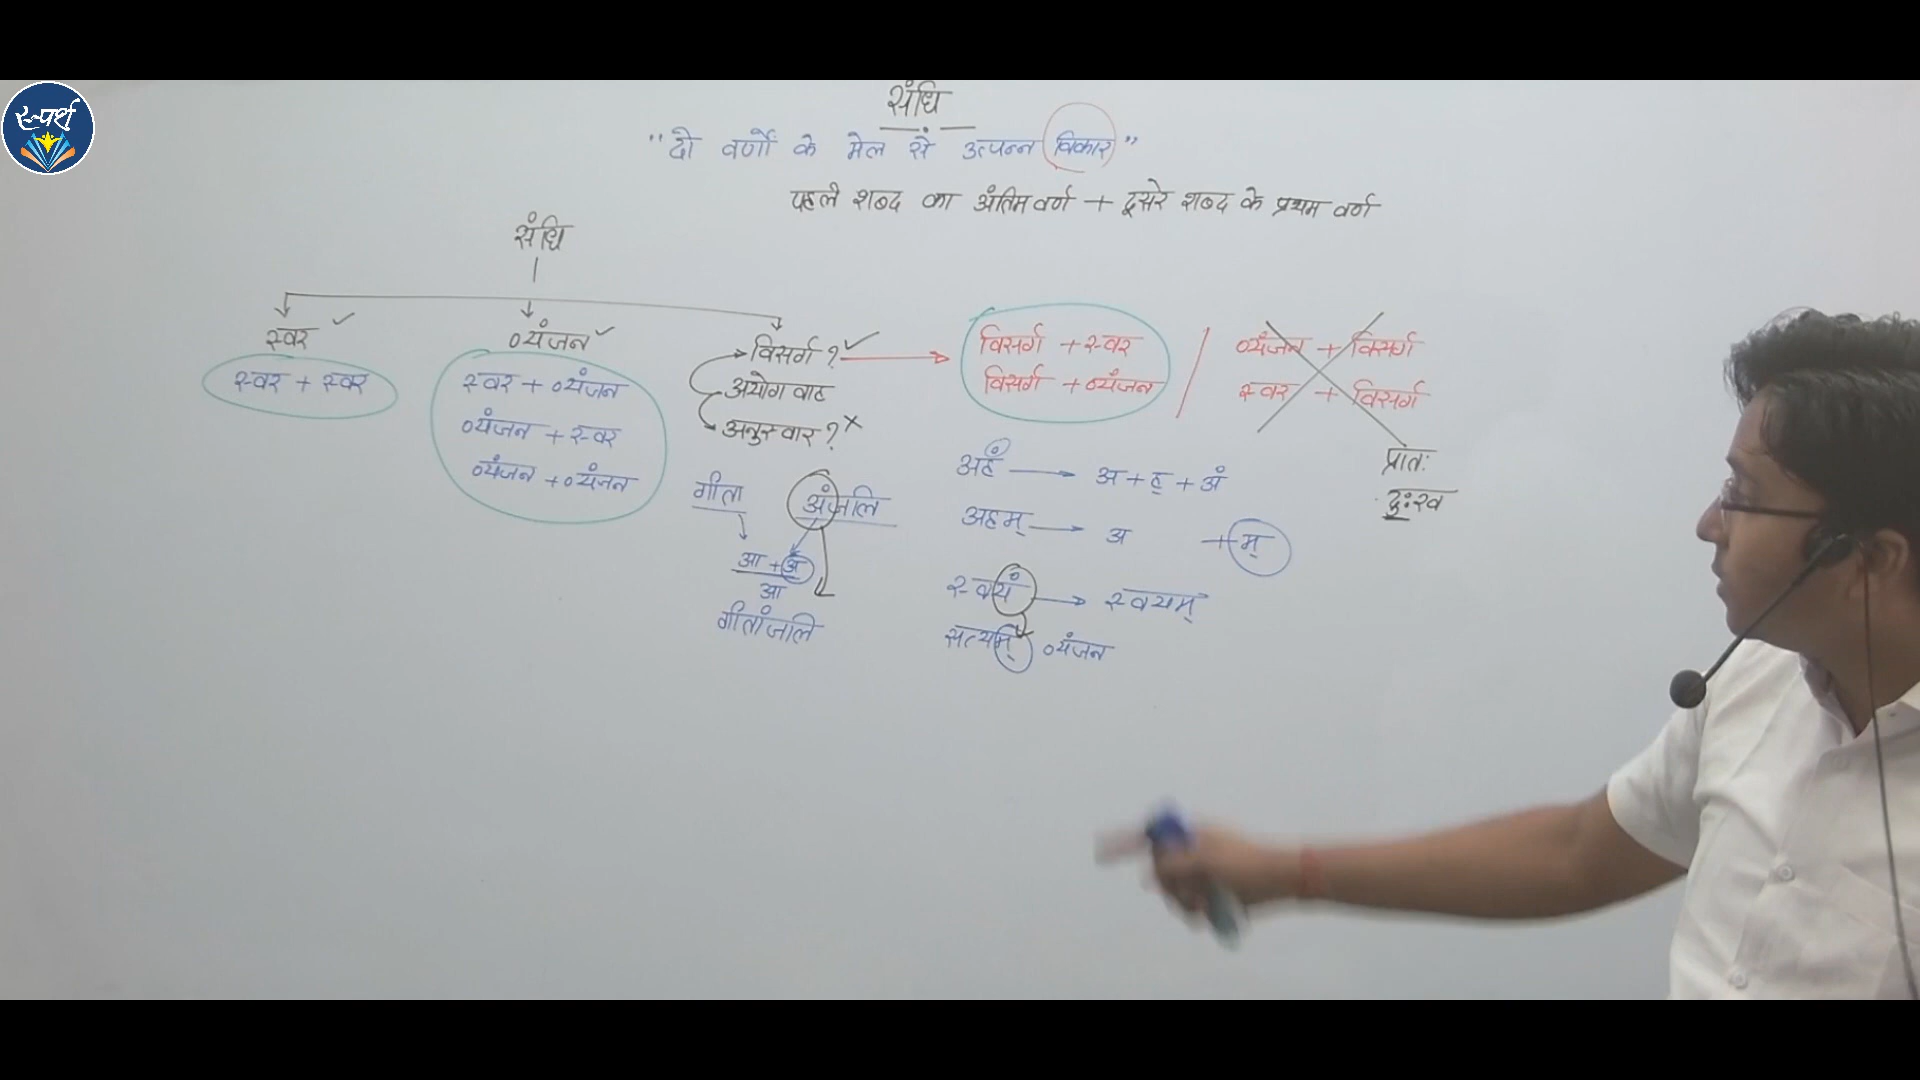 स्पर्श
संधि
"दो वर्णों के मेल से उत्पन्न विकार"
पहले शब्द का अंतिम वर्ण + दूसरे शब्द के प्रथम वर्ण
संधि
स्वर ✓
व्यंजन ✓
विसर्ग ? ✓
स्वर + स्वर
स्वर + व्यंजन
व्यंजन + स्वर
व्यंजन + व्यंजन
अयोगवाह
अनुस्वार ? ×
विसर्ग + स्वर
विसर्ग + व्यंजन
व्यंजन + विसर्ग
स्वर + विसर्ग
प्रातः
दुःख
गीता अंजलि
आ + अ
आ
गीतांजलि
अहं → अ + ह् + अं
अहम् → अ + म्
स्वयं → स्वयम्
सत्यम् व्यंजन